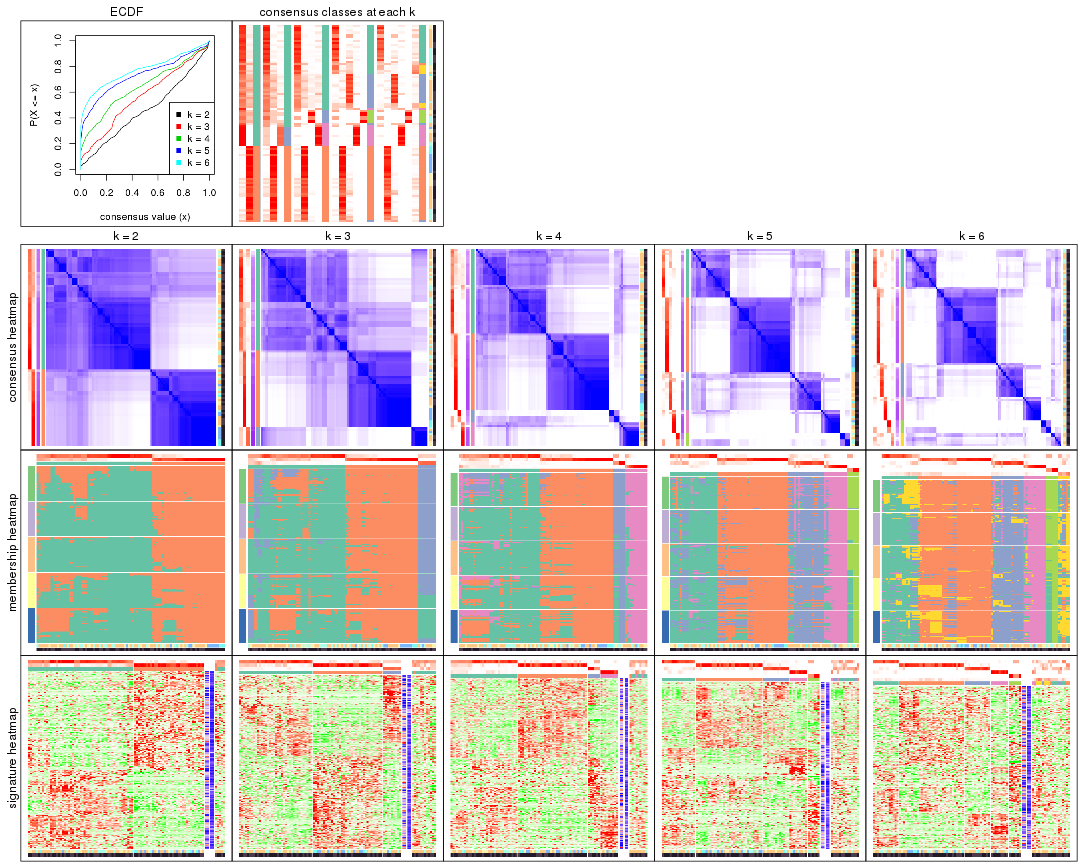 ECDF
consensus classes at each k
P(X <= x)
0.0 0.2 0.4 0.6 0.8 1.0
k = 2
k = 3
k = 4
k = 5
k = 6
0.0 0.2 0.4 0.6 0.8 1.0
consensus value (x)
k = 2
k = 3
k = 4
k = 5
k = 6
consensus heatmap
membership heatmap
signature heatmap